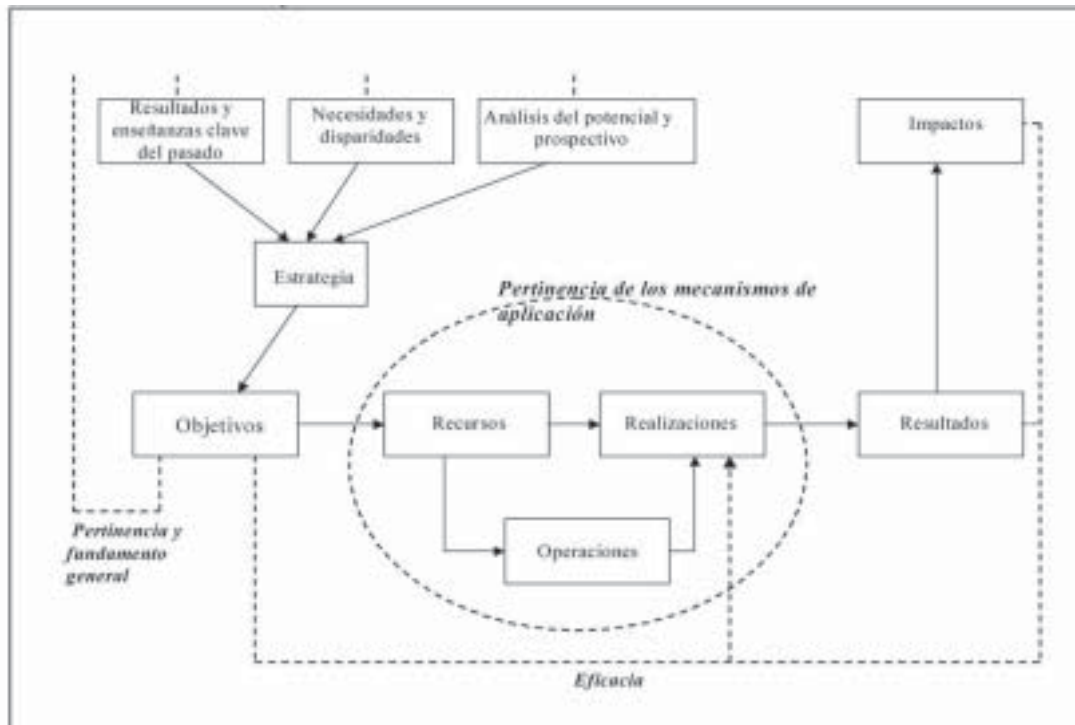 Resultados y
enseñanzas clave
del pasado
Necesidades y
disparidades
Análisis del potencial y
prospectivo
Impactos
Estrategia
Pertinencia de los mecanismos de
aplicación
Objetivos
Recursos
Realizaciones
Resultados
Operaciones
Pertinencia y
fundamento
general
Eficacia